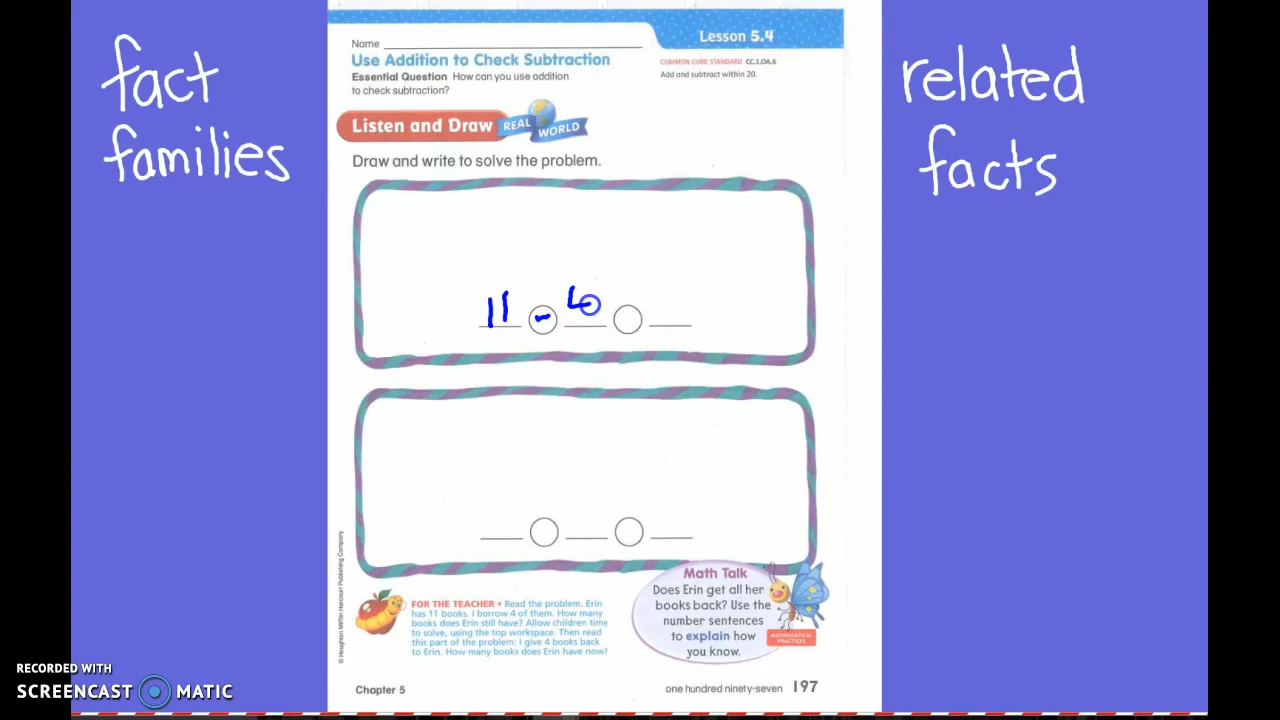 fact
families
related
facts
Lesson 5.4
Name
Use Addition to Check Subtraction
Essential Question How can you use addition
to check subtraction?
COMMON CORE STANDARD CC.1.OA.6
Add and subtract within 20.
Listen and Draw REAL WORLD
Draw and write to solve the problem.
11 - 4
Math Talk
Does Erin get all her
books back? Use the
number sentences
to explain how
you know.
MATHEMATICAL
PRACTICES
FOR THE TEACHER • Read the problem. Erin
has 11 books. I borrow 4 of them. How many
books does Erin still have? Allow children time
to solve, using the top workspace. Then read
this part of the problem: I give 4 books back
to Erin. How many books does Erin have now?
© Houghton Mifflin Harcourt Publishing Company
Chapter 5
one hundred ninety-seven 197
RECORDED WITH
SCREENCAST MATIC